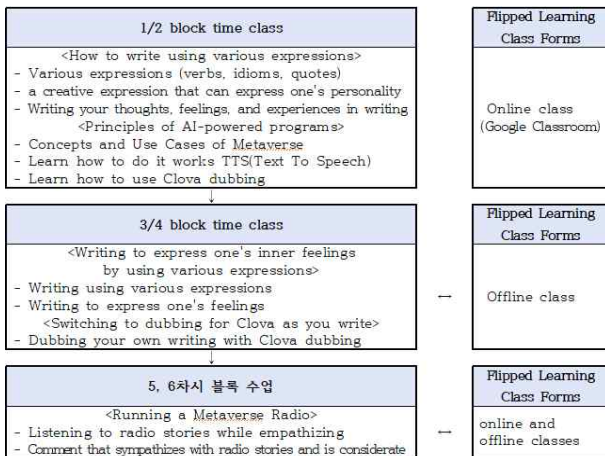 1/2 block time class
<How to write using various expressions>
- Various expressions (verbs, idioms, quotes)
- a creative expression that can express one's personality
- Writing your thoughts, feelings, and experiences in writing
<Principles of AI-powered programs>
- Concepts and Use Cases of Metaverse
- Learn how to do it works TTS(Text To Speech)
- Learn how to use Clova dubbing
Flipped Learning
Class Forms
Online class
(Google Classroom)
↓
3/4 block time class
<Writing to express one's inner feelings
by using various expressions>
- Writing using various expressions
- Writing to express one's feelings
<Switching to dubbing for Clova as you write>
- Dubbing your own writing with Clova dubbing
↔
Flipped Learning
Class Forms
Offline class
↓
5, 6차시 블록 수업
<Running a Metaverse Radio>
- Listening to radio stories while empathizing
- Comment that sympathizes with radio stories and is considerate
↔
Flipped Learning
Class Forms
online and
offline classes